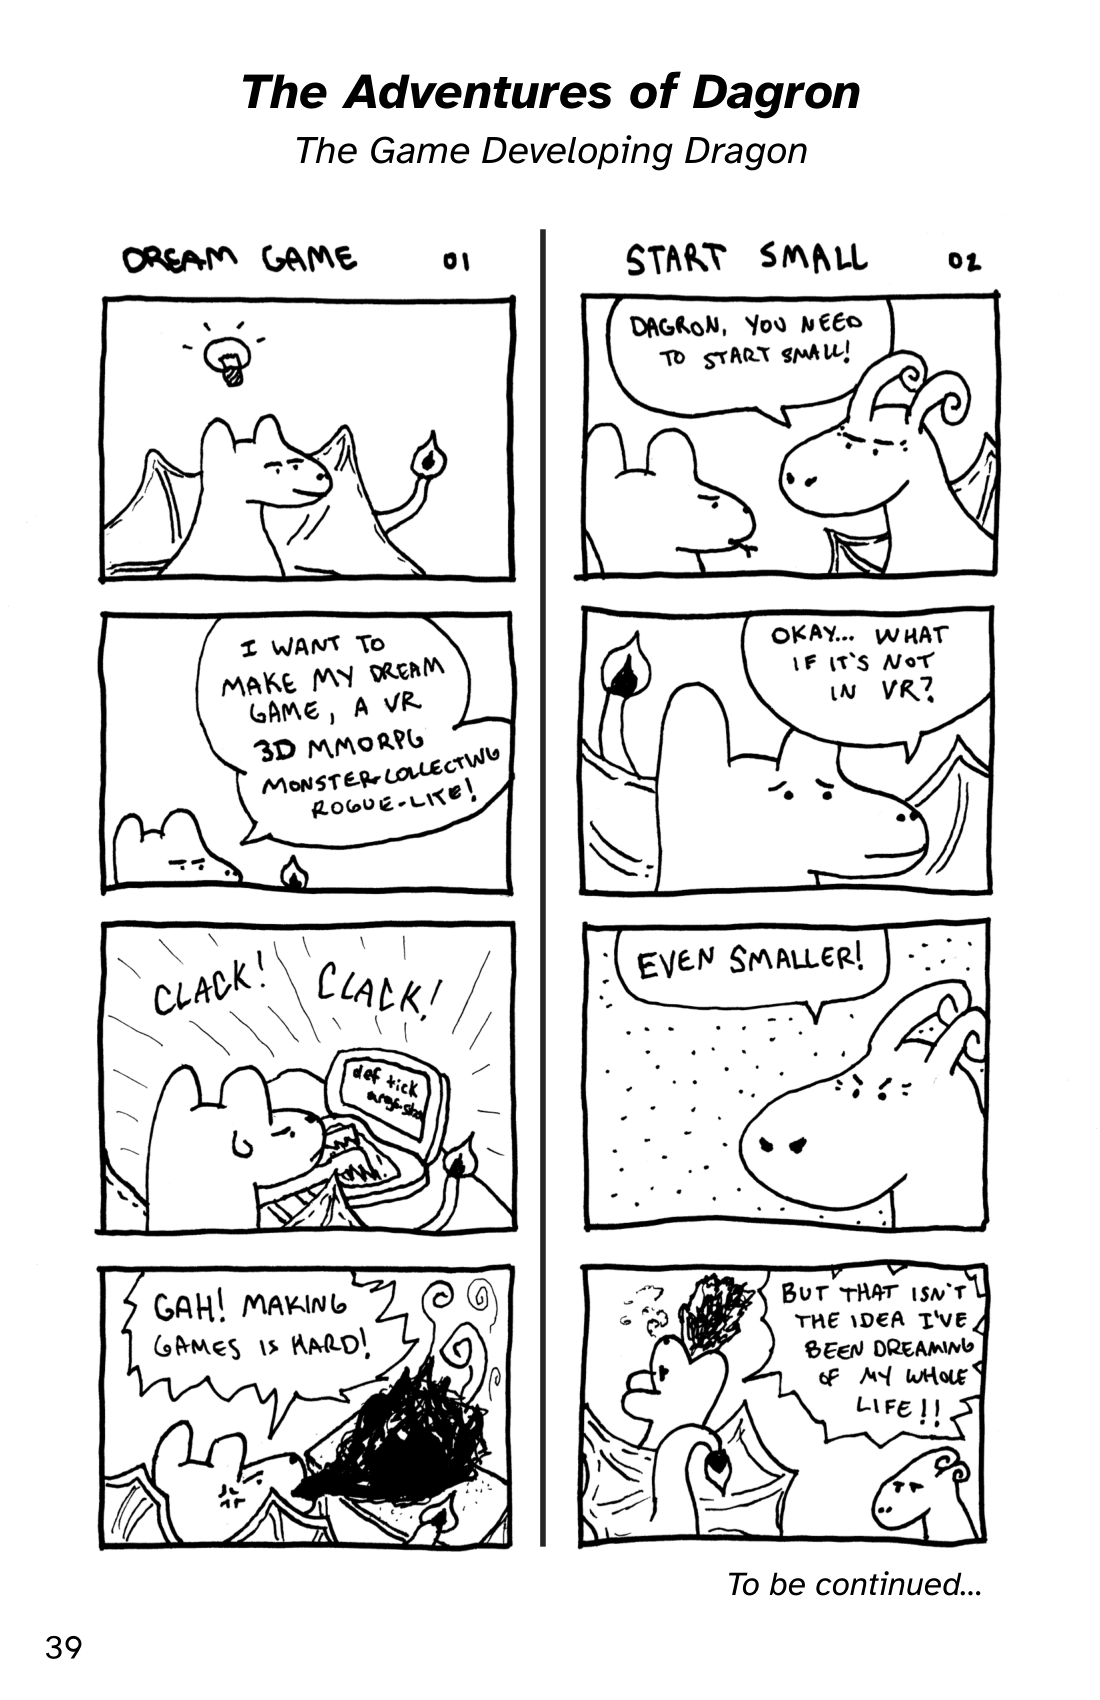 The Adventures of Dagron
The Game Developing Dragon
DREAM GAME 01
I WANT TO
MAKE MY DREAM
GAME, A VR
3D MMORPG
MONSTER-COLLECTING
ROGUE-LITE!
CLACK! CLACK!
def tick
GAH! MAKING
GAMES IS HARD!
START SMALL 02
DAGRON, YOU NEED
TO START SMALL!
OKAY... WHAT
IF IT'S NOT
IN VR?
EVEN SMALLER!
BUT THAT ISN'T
THE IDEA I'VE
BEEN DREAMING
OF MY WHOLE
LIFE!!
To be continued...
39